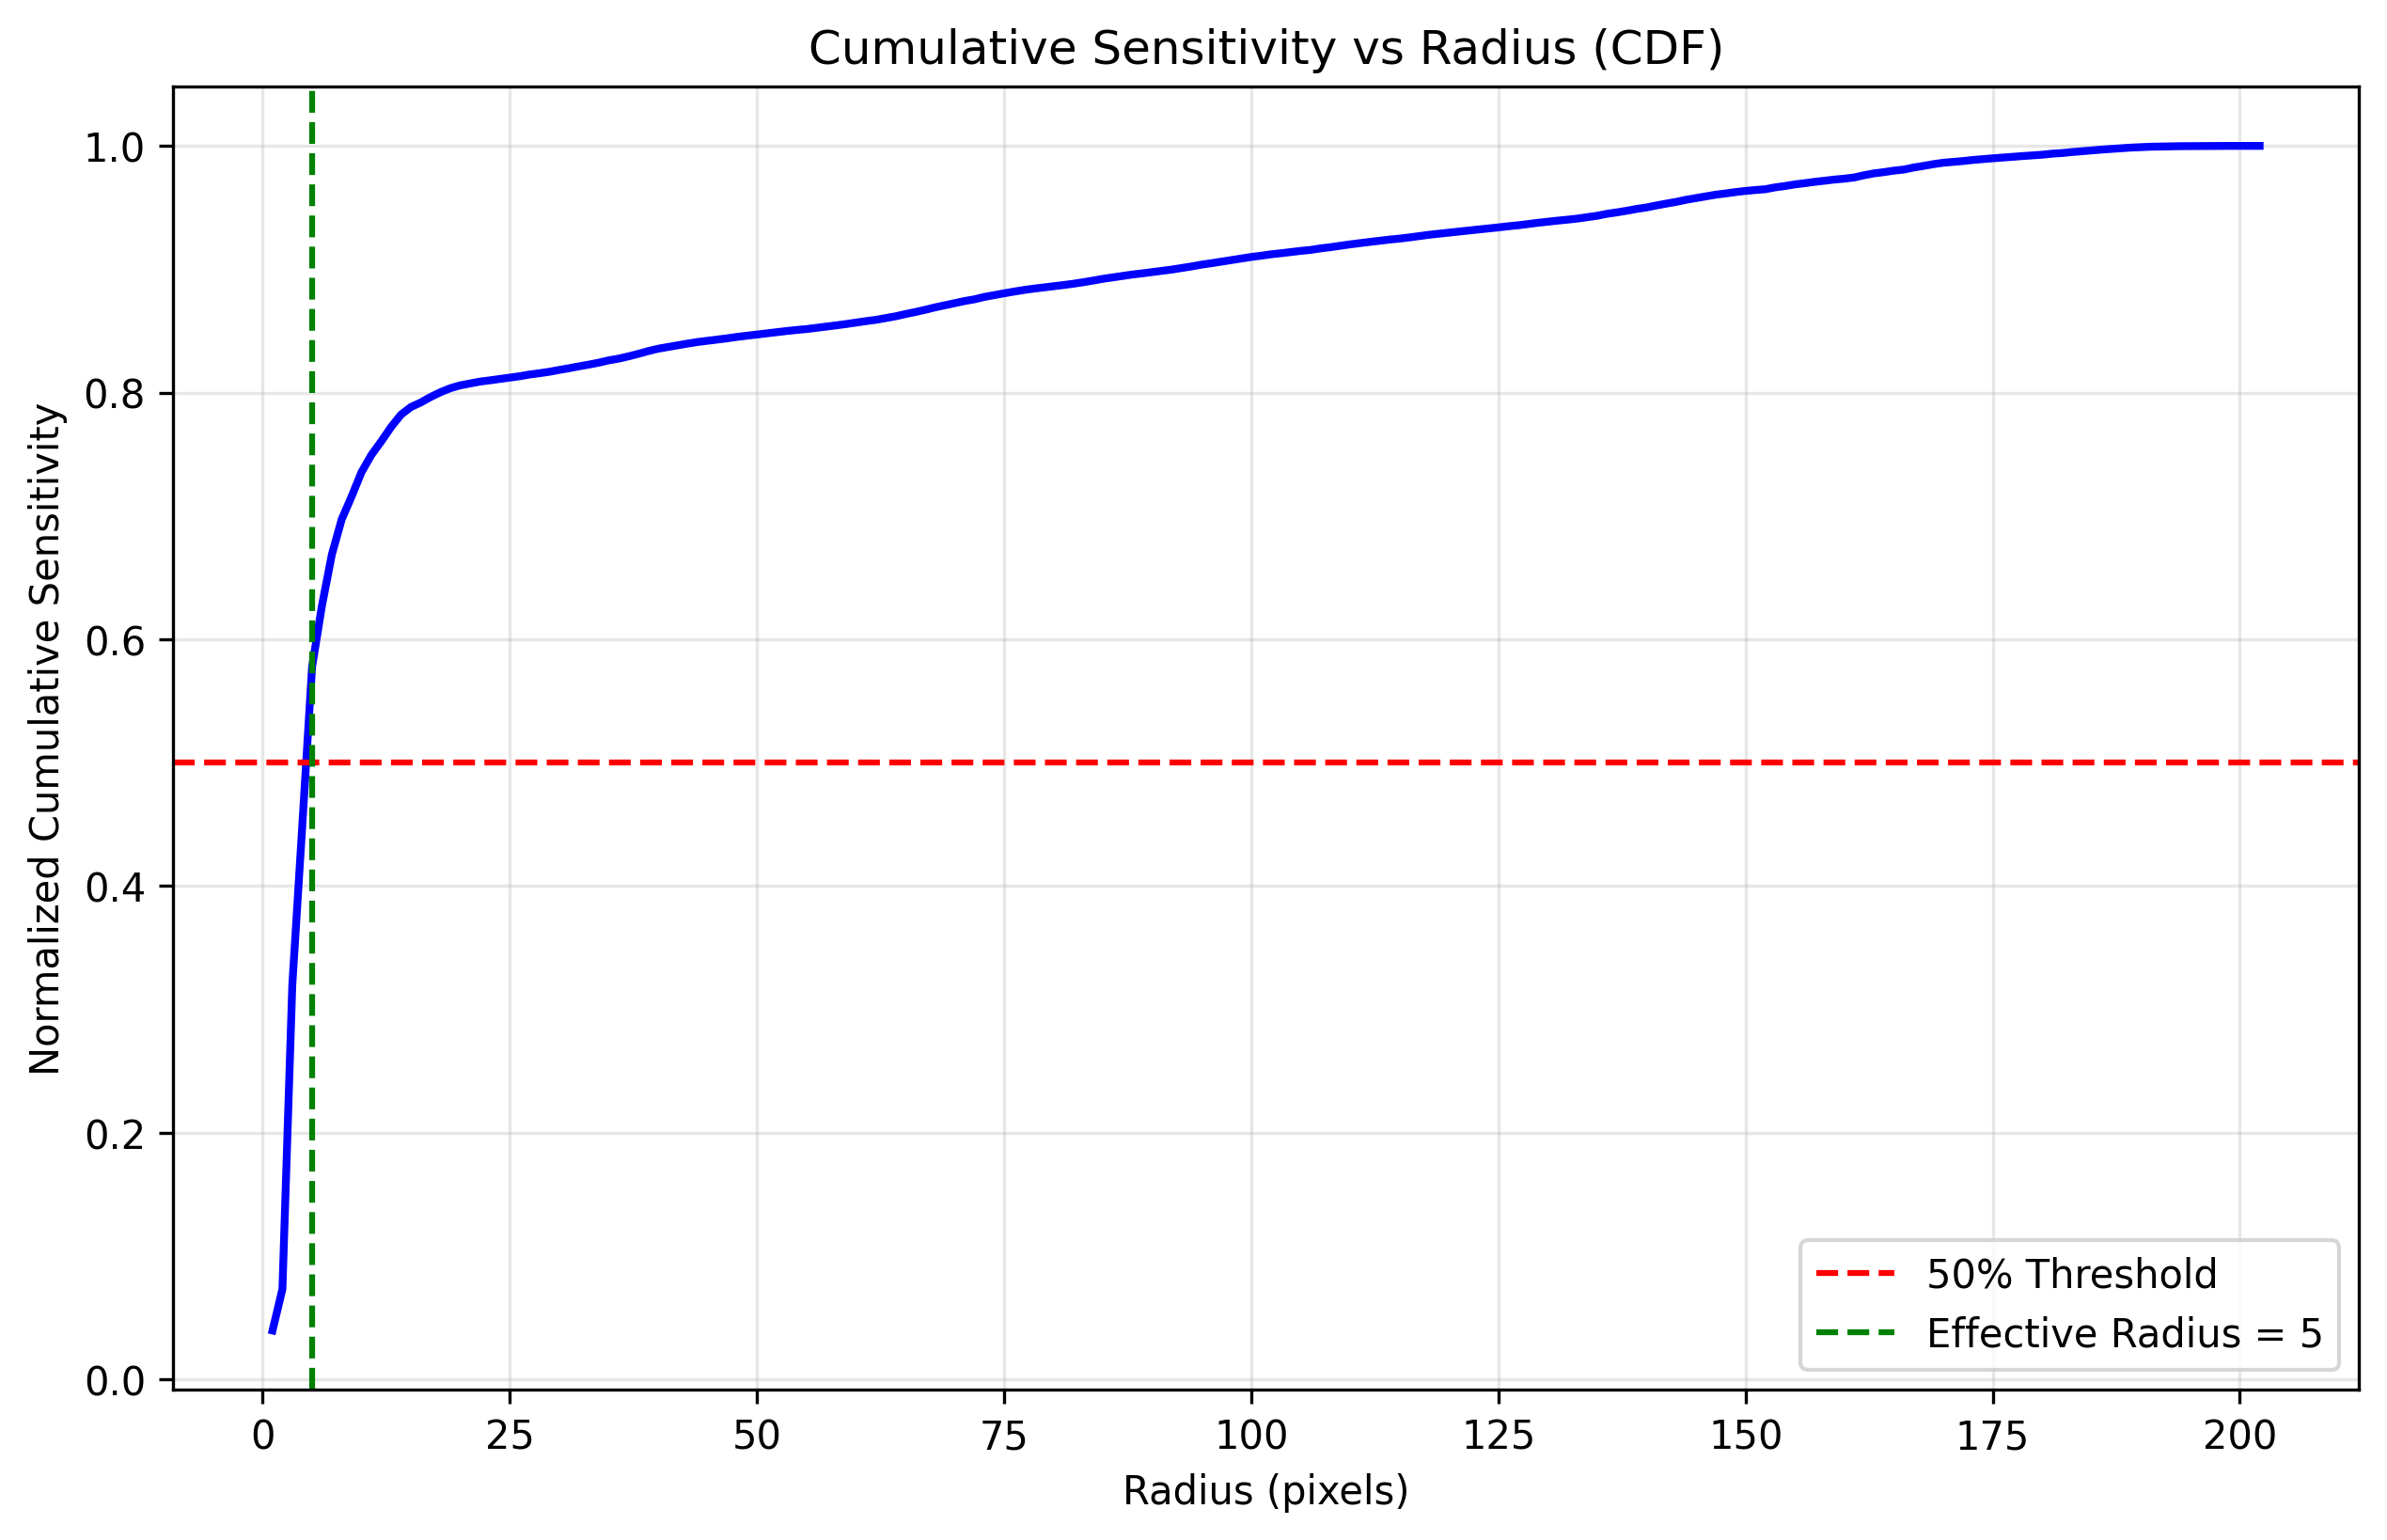 Cumulative Sensitivity vs Radius (CDF)
Normalized Cumulative Sensitivity
1.0
0.8
0.6
0.4
0.2
0.0
50% Threshold
Effective Radius = 5
0 25 50 75 100 125 150 175 200
Radius (pixels)